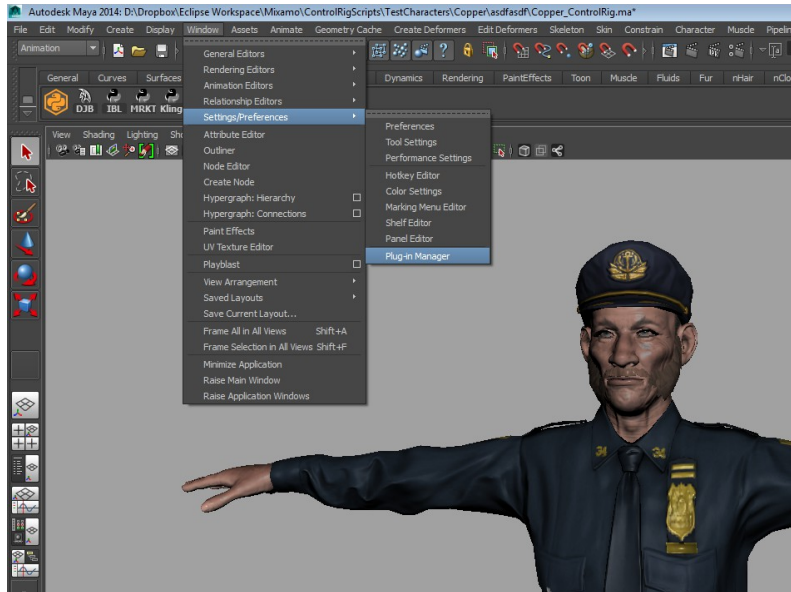 Autodesk Maya 2014: D:\Dropbox\Eclipse Workspace\Mixamo\ControlRigScripts\TestCharacters\Copper\asdfasdf\Copper_ControlRig.ma*
File Edit Modify Create Display Window Assets Animate Geometry Cache Create Deformers Edit Deformers Skeleton Skin Constrain Character Muscle Pipelin
Animation
General Curves Surfaces Dynamics Rendering PaintEffects Toon Muscle Fluids Fur nHair nClo
DJB IBL MRKT Kling
View Shading Lighting Sh
General Editors
Rendering Editors
Animation Editors
Relationship Editors
Settings/Preferences
Attribute Editor
Outliner
Node Editor
Create Node
Hypergraph: Hierarchy
Hypergraph: Connections
Paint Effects
UV Texture Editor
Playblast
View Arrangement
Saved Layouts
Save Current Layout...
Frame All in All Views Shift+A
Frame Selection in All Views Shift+F
Minimize Application
Raise Main Window
Raise Application Windows
Preferences
Tool Settings
Performance Settings
Hotkey Editor
Color Settings
Marking Menu Editor
Shelf Editor
Panel Editor
Plug-in Manager
34 34